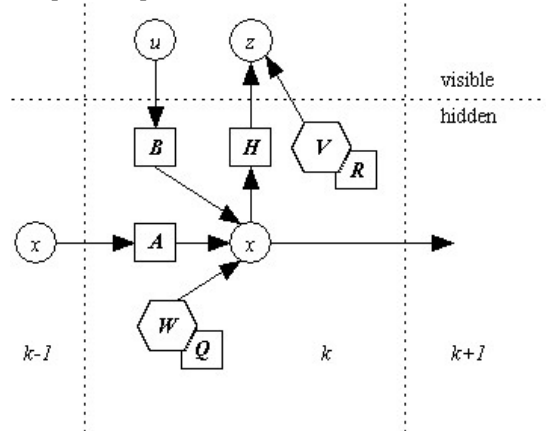 u z
visible
hidden
B H V R
x A x
W Q
k-1 k k+1